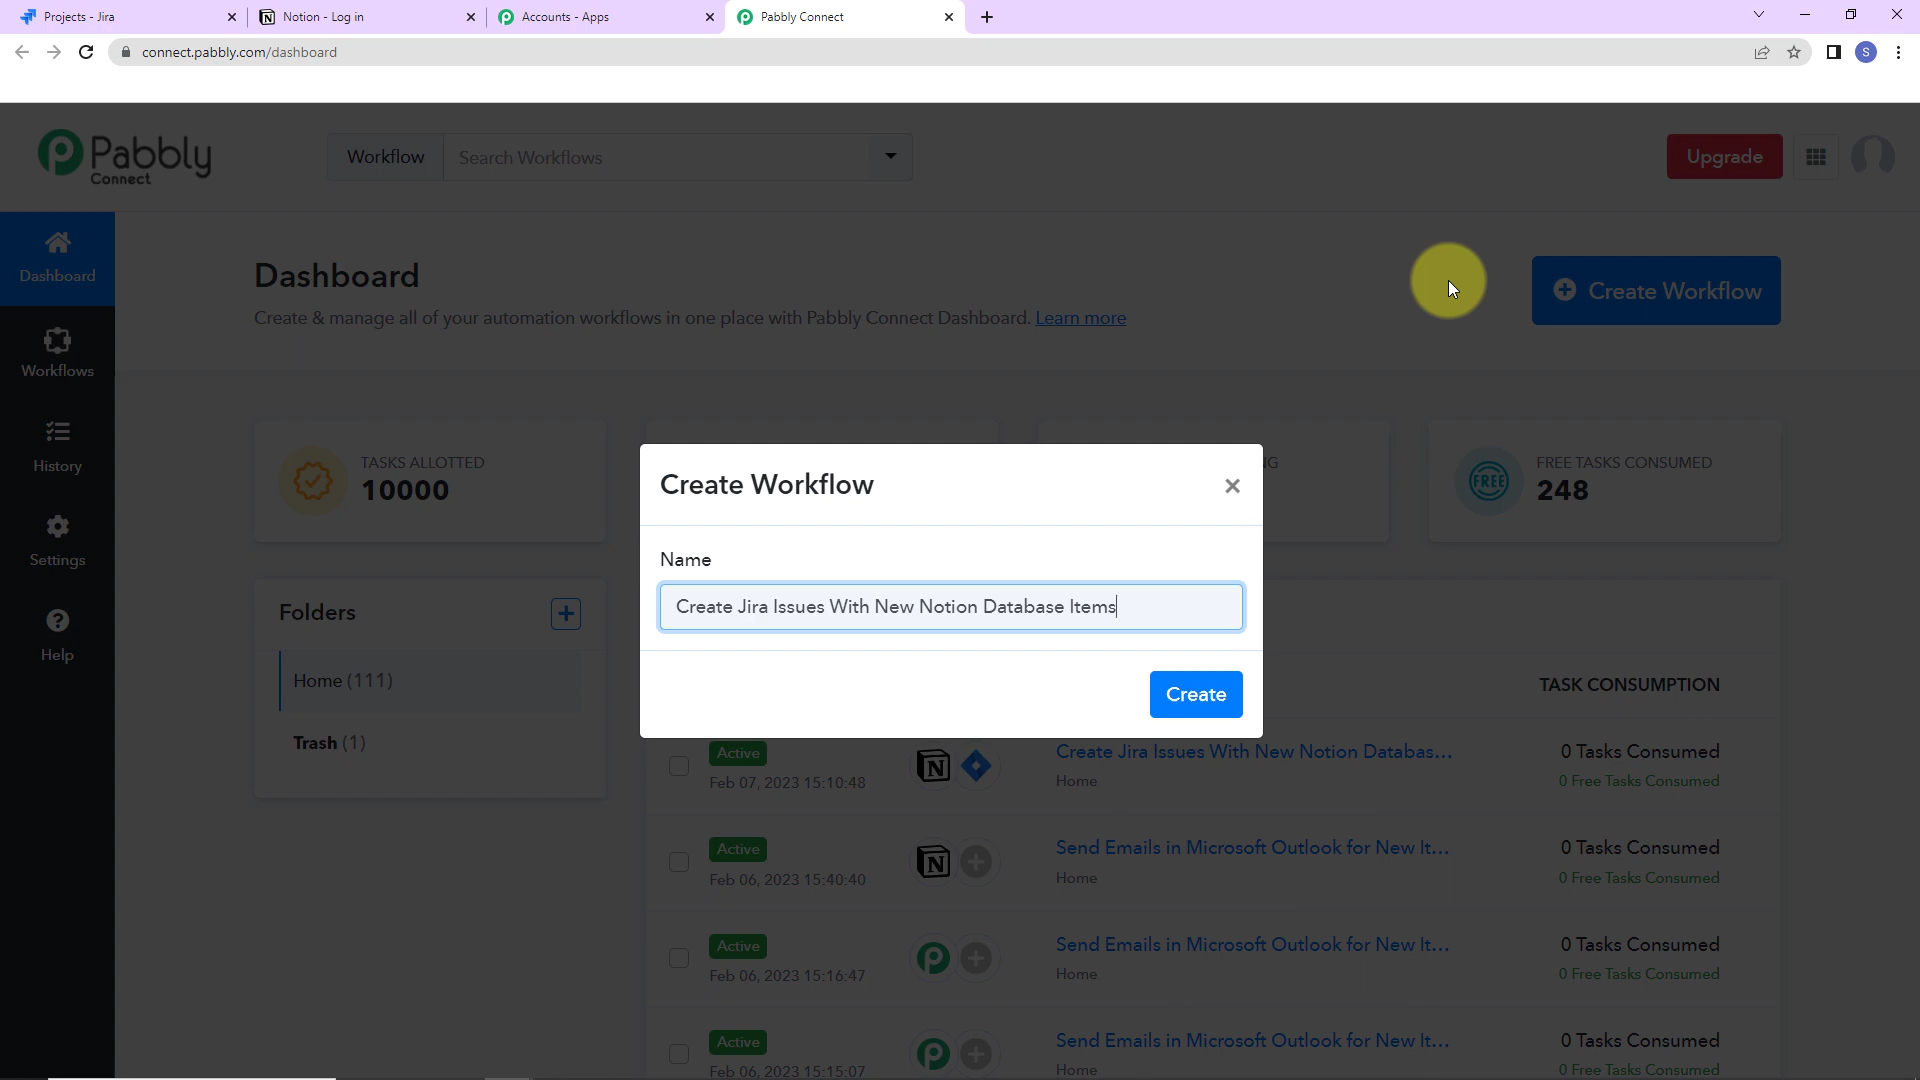 Projects - Jira
Notion - Log in
Accounts - Apps
Pabbly Connect
connect.pabbly.com/dashboard
S
Pabbly
Connect
Workflow
Search Workflows
Upgrade
Dashboard
Workflows
History
Settings
Help
Dashboard
Create & manage all of your automation workflows in one place with Pabbly Connect Dashboard. Learn more
Create Workflow
TASKS ALLOTTED
10000
NG
FREE
FREE TASKS CONSUMED
248
Create Workflow
Name
Create Jira Issues With New Notion Database Items
Create
Folders
Home (111)
Trash (1)
TASK CONSUMPTION
Active
Feb 07, 2023 15:10:48
Create Jira Issues With New Notion Databas...
Home
0 Tasks Consumed
0 Free Tasks Consumed
Active
Feb 06, 2023 15:40:40
Send Emails in Microsoft Outlook for New It...
Home
0 Tasks Consumed
0 Free Tasks Consumed
Active
Feb 06, 2023 15:16:47
Send Emails in Microsoft Outlook for New It...
Home
0 Tasks Consumed
0 Free Tasks Consumed
Active
Feb 06, 2023 15:15:07
Send Emails in Microsoft Outlook for New It...
Home
0 Tasks Consumed
0 Free Tasks Consumed